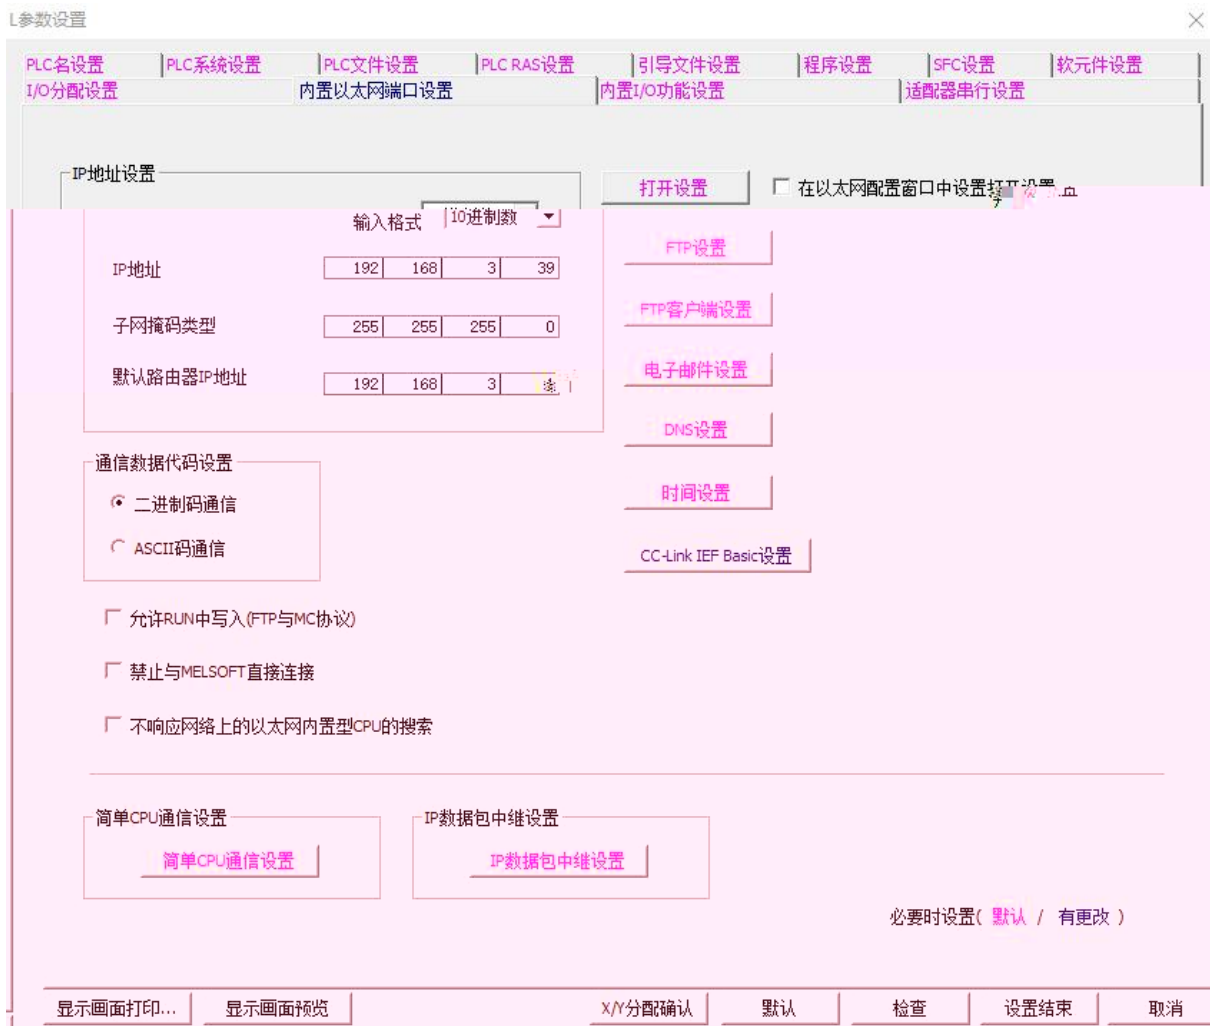 L参数设置
PLC名设置 PLC系统设置 PLC文件设置 PLC RAS设置 引导文件设置 程序设置 SFC设置 软元件设置
I/O分配设置 内置以太网端口设置 内置I/O功能设置 适配器串行设置
IP地址设置
打开设置 在以太网配置窗口中设置打开设置
输入格式 10进制数
FTP设置
IP地址 192 168 3 39
FTP客户端设置
子网掩码类型 255 255 255 0
电子邮件设置
默认路由器IP地址 192 168 3
DNS设置
通信数据代码设置
二进制码通信
时间设置
ASCII码通信
CC-Link IEF Basic设置
允许RUN中写入(FTP与MC协议)
禁止与MELSOFT直接连接
不响应网络上的以太网内置型CPU的搜索
简单CPU通信设置 IP数据包中继设置
简单CPU通信设置 IP数据包中继设置
必要时设置( 默认 / 有更改 )
显示画面打印... 显示画面预览 X/Y分配确认 默认 检查 设置结束 取消